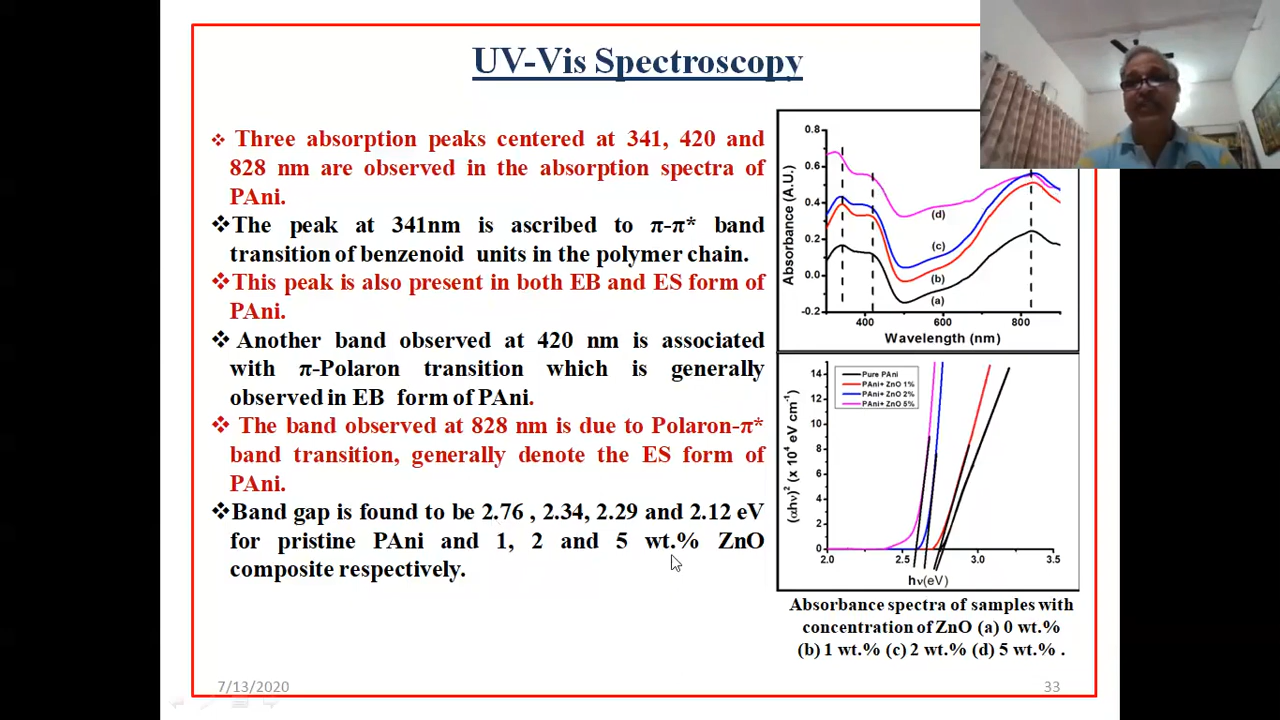 UV-Vis Spectroscopy
❖ Three absorption peaks centered at 341, 420 and
828 nm are observed in the absorption spectra of
PAni.
❖The peak at 341nm is ascribed to π-π* band
transition of benzenoid units in the polymer chain.
❖This peak is also present in both EB and ES form of
PAni.
❖ Another band observed at 420 nm is associated
with π-Polaron transition which is generally
observed in EB form of PAni.
❖ The band observed at 828 nm is due to Polaron-π*
band transition, generally denote the ES form of
PAni.
❖Band gap is found to be 2.76 , 2.34, 2.29 and 2.12 eV
for pristine PAni and 1, 2 and 5 wt.% ZnO
composite respectively.
Absorbance (A.U.)
0.8
0.6
0.4
0.2
0.0
-0.2
(d)
(c)
(b)
(a)
400 600 800
Wavelength (nm)
(αhν)² (x 10⁴ eV cm⁻¹)
14
12
10
8
6
4
2
0
Pure PAni
PAni+ ZnO 1%
PAni+ ZnO 2%
PAni+ ZnO 5%
2.0 2.5 3.0 3.5
hν(eV)
Absorbance spectra of samples with
concentration of ZnO (a) 0 wt.%
(b) 1 wt.% (c) 2 wt.% (d) 5 wt.% .
7/13/2020
33